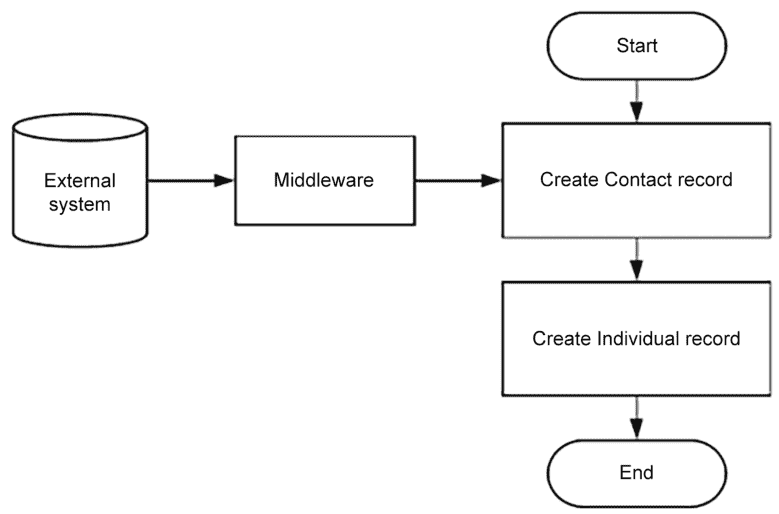 Start
External
system
Middleware
Create Contact record
Create Individual record
End